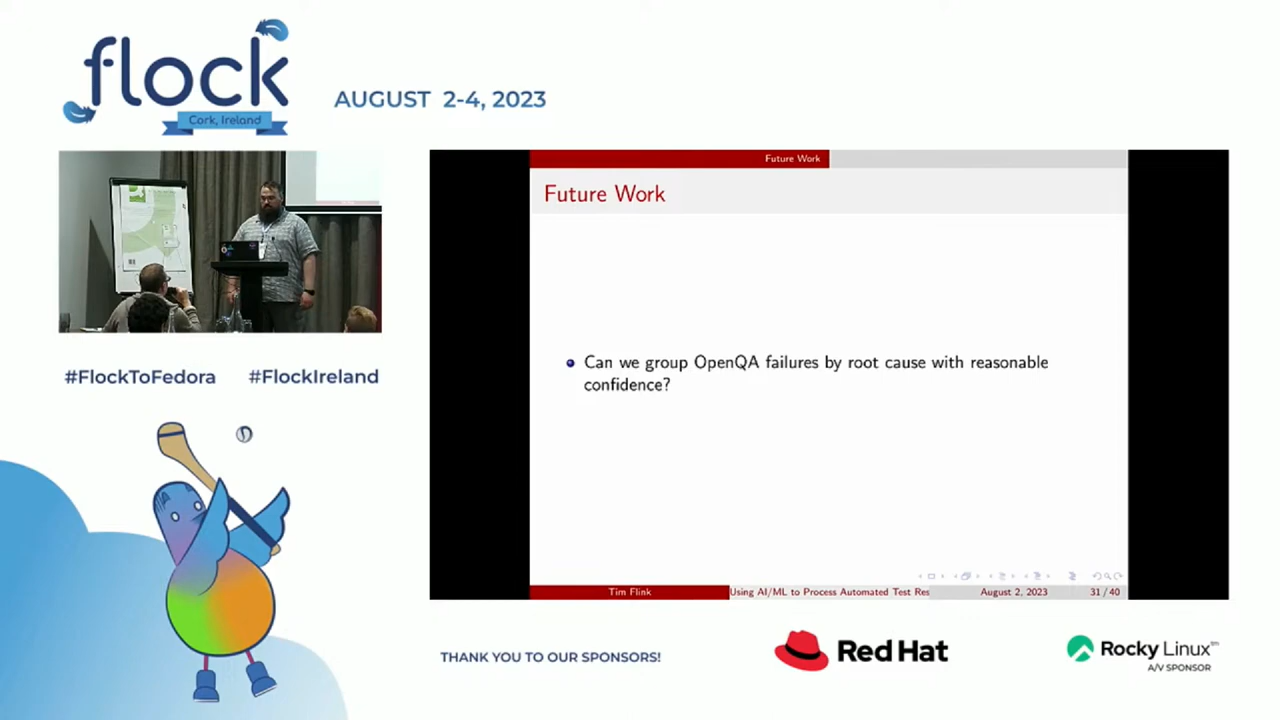 flock
Cork, Ireland
AUGUST 2-4, 2023
Future Work
Future Work
Can we group OpenQA failures by root cause with reasonable
confidence?
Tim Flink
Using AI/ML to Process Automated Test Res
August 2, 2023
31 / 40
#FlockToFedora
#FlockIreland
THANK YOU TO OUR SPONSORS!
Red Hat
Rocky Linux™
A/V SPONSOR